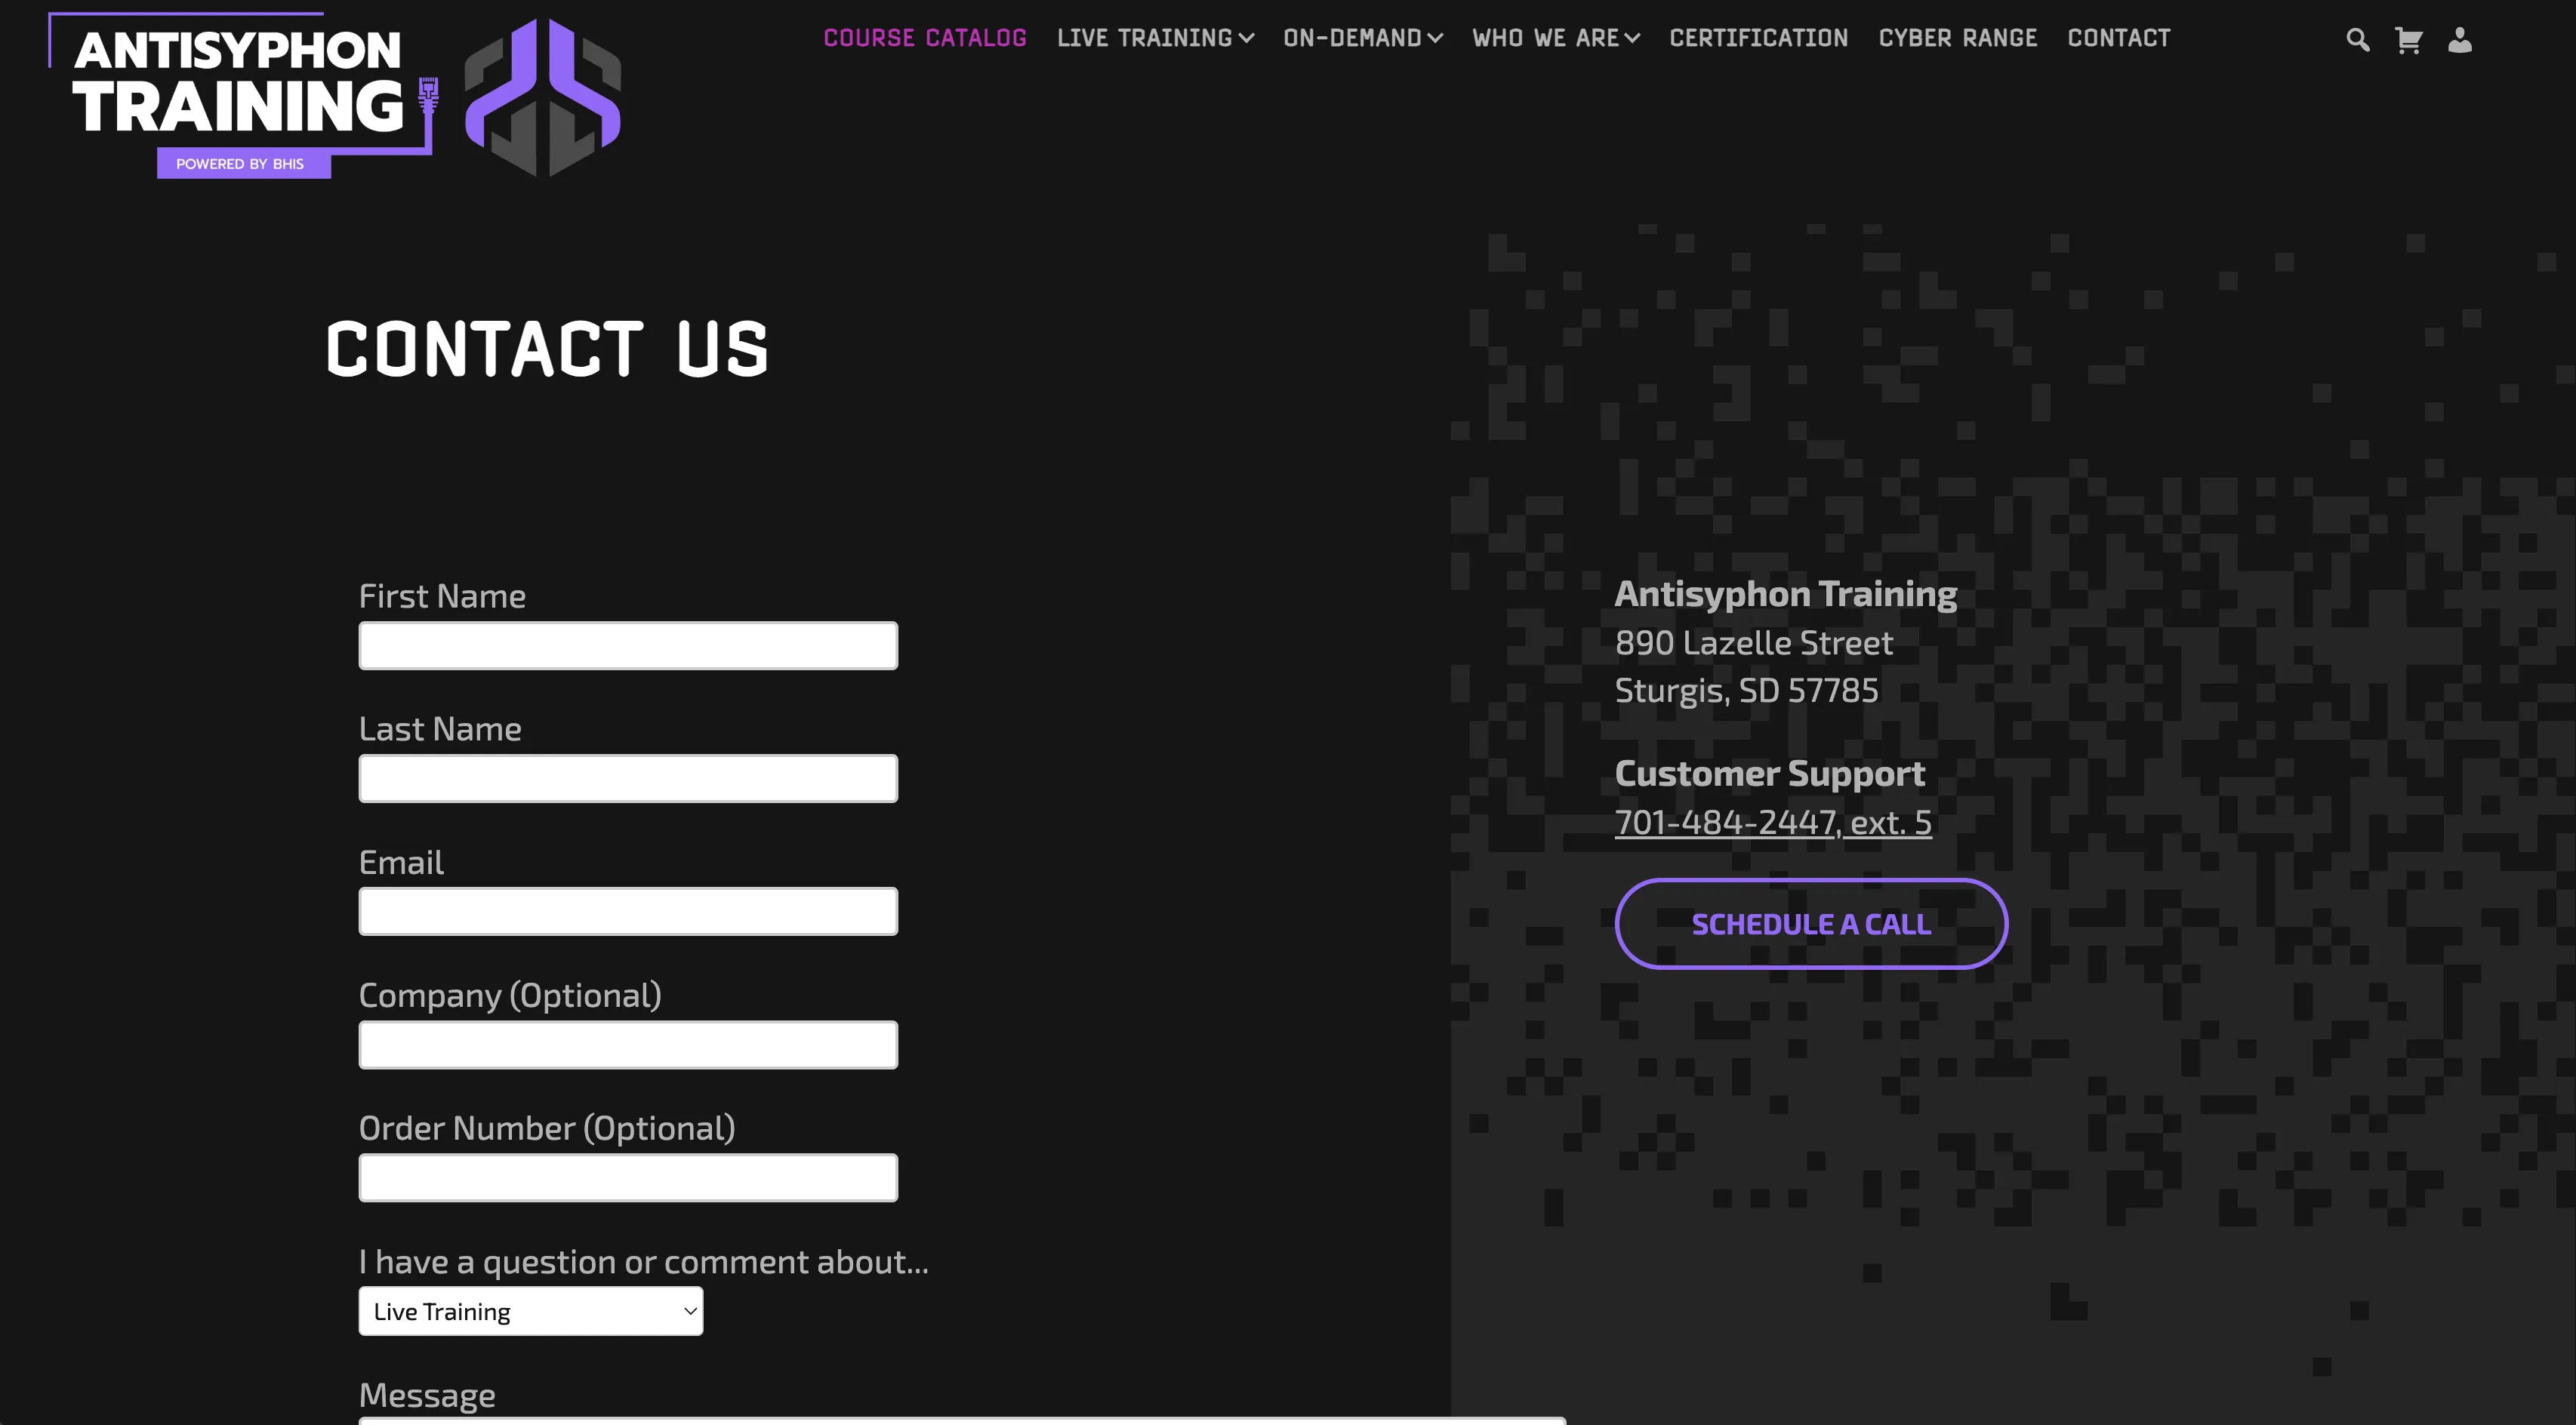 ANTISYPHON
TRAINING
POWERED BY BHIS
COURSE CATALOG LIVE TRAINING ON-DEMAND WHO WE ARE CERTIFICATION CYBER RANGE CONTACT
CONTACT US
First Name
Last Name
Email
Company (Optional)
Order Number (Optional)
I have a question or comment about...
Live Training
Message
Antisyphon Training
890 Lazelle Street
Sturgis, SD 57785
Customer Support
701-484-2447, ext. 5
SCHEDULE A CALL